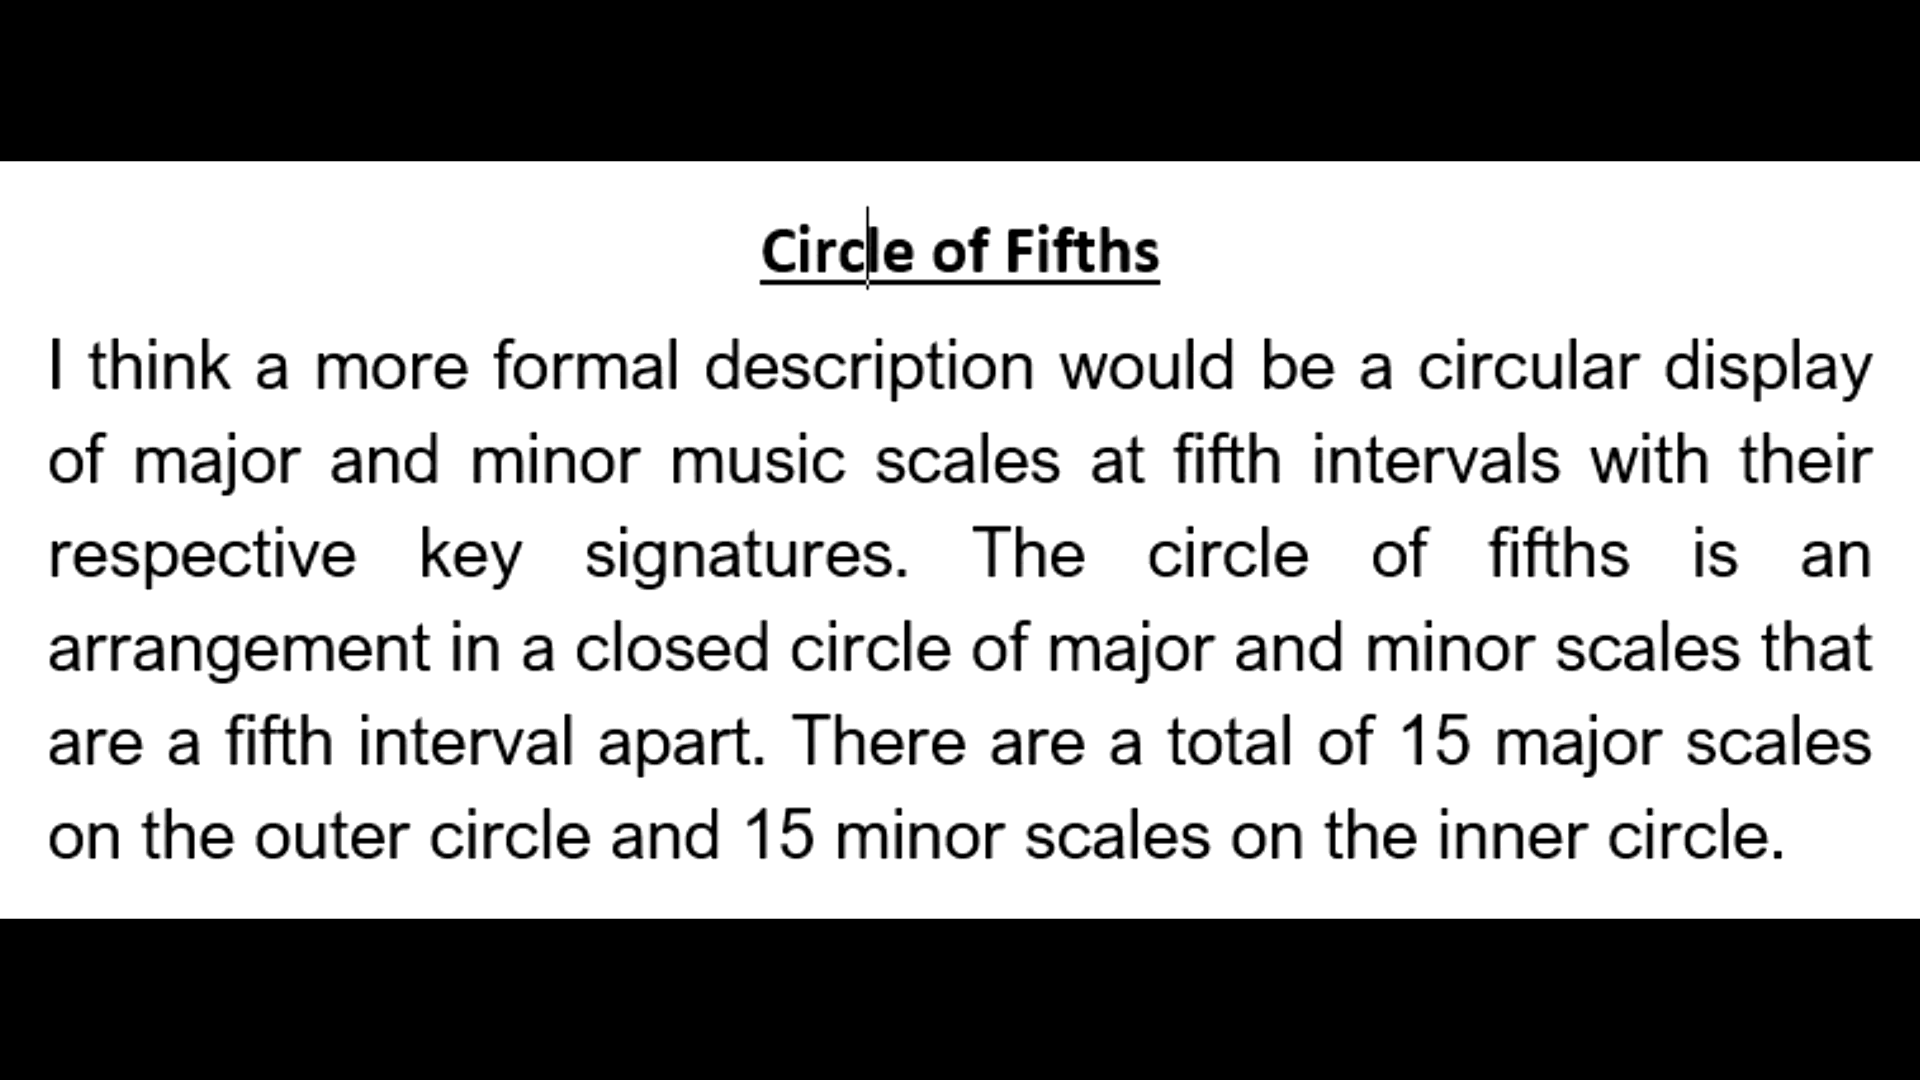 Circle of Fifths
I think a more formal description would be a circular display
of major and minor music scales at fifth intervals with their
respective key signatures. The circle of fifths is an
arrangement in a closed circle of major and minor scales that
are a fifth interval apart. There are a total of 15 major scales
on the outer circle and 15 minor scales on the inner circle.